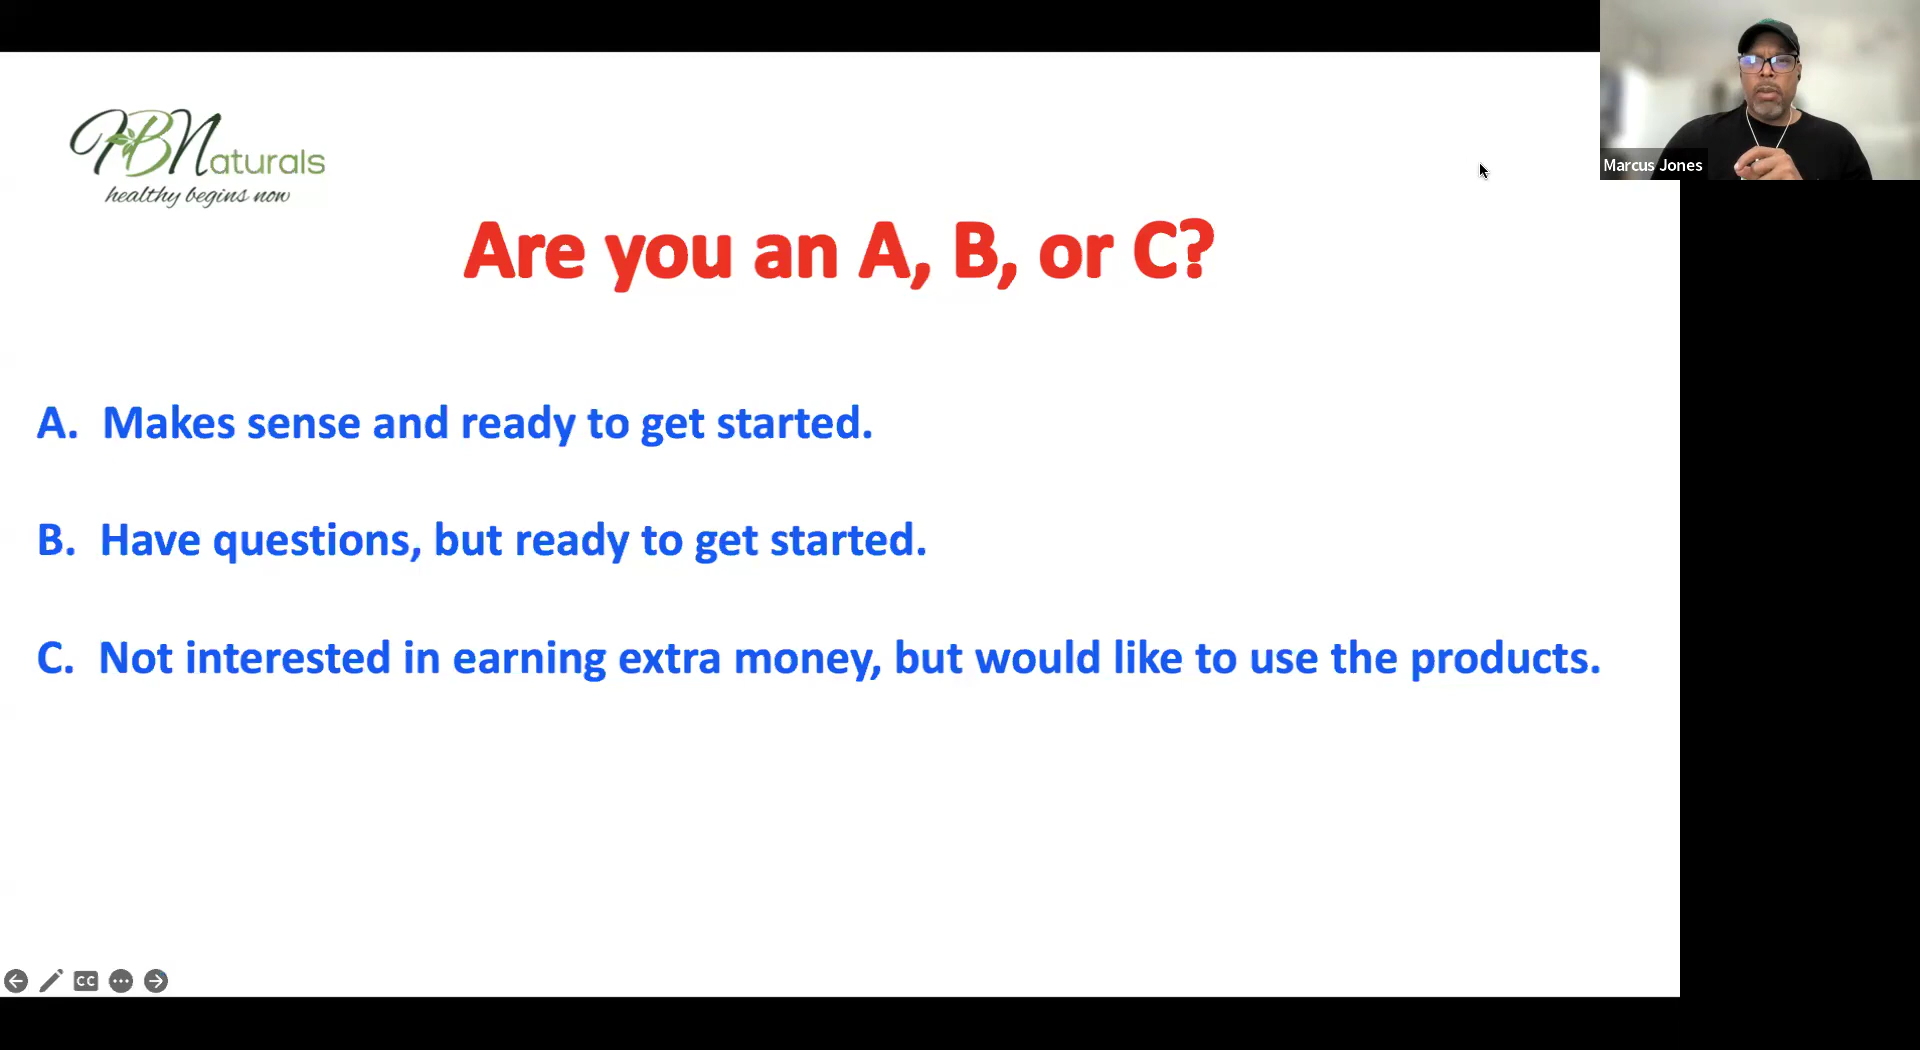 HBNaturals
healthy begins now
Marcus Jones
Are you an A, B, or C?
A. Makes sense and ready to get started.
B. Have questions, but ready to get started.
C. Not interested in earning extra money, but would like to use the products.
CC